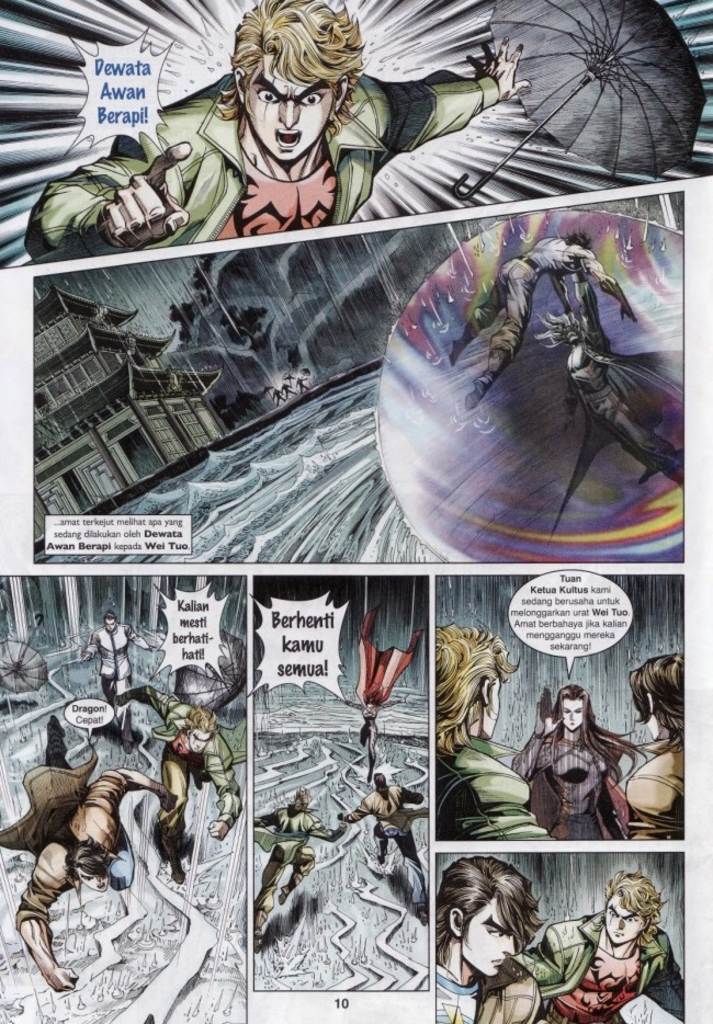 Dewata
Awan
Berapi!
...amat terkejut melihat apa yang
sedang dilakukan oleh Dewata
Awan Berapi kepada Wei Tuo.
Kalian
mesti
berhati-
hati!
Dragon!
Cepat!
Berhenti
kamu
semua!
Tuan
Ketua Kultus kami
sedang berusaha untuk
melonggarkan urat Wei Tuo.
Amat berbahaya jika kalian
mengganggu mereka
sekarang!
10